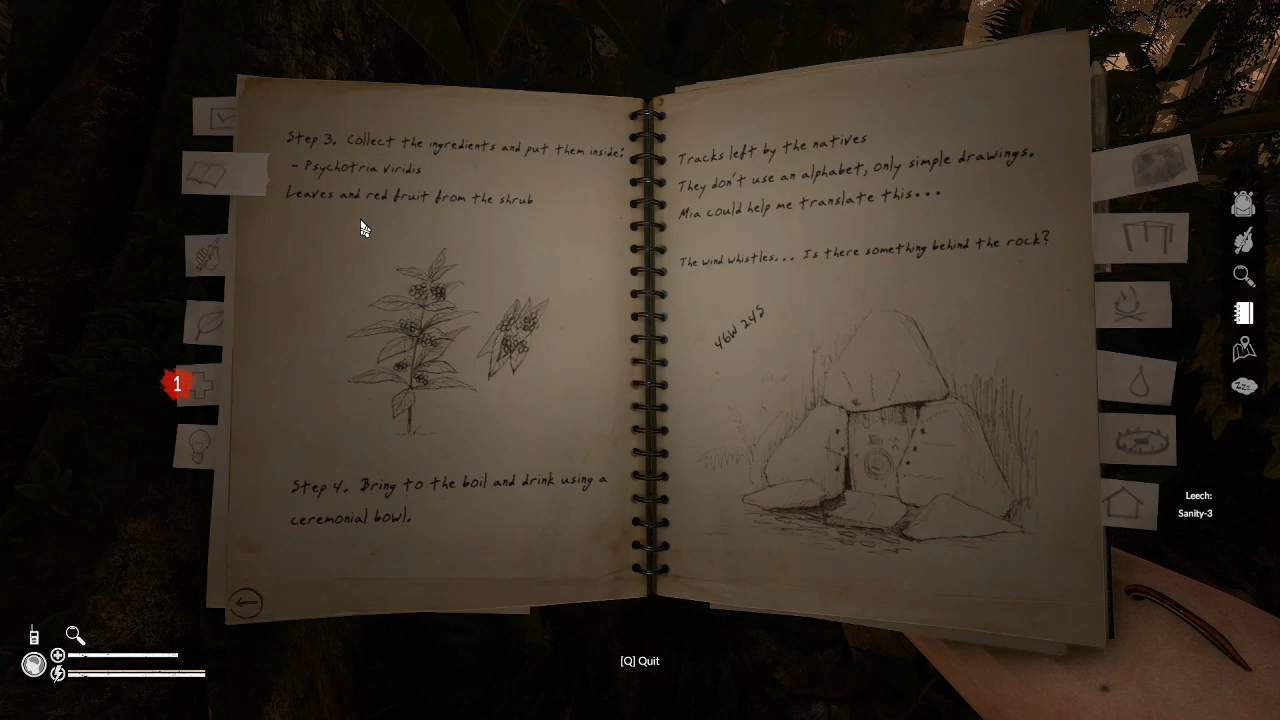 Step 3. Collect the ingredients and put them inside:
- Psychotria viridis
Leaves and red fruit from the shrub
Step 4. Bring to the boil and drink using a
ceremonial bowl.
Tracks left by the natives
They don't use an alphabet, only simple drawings.
Mia could help me translate this...
The wind whistles... Is there something behind the rock?
46W 24S
1
Zzz
Leech:
Sanity-3
[Q] Quit